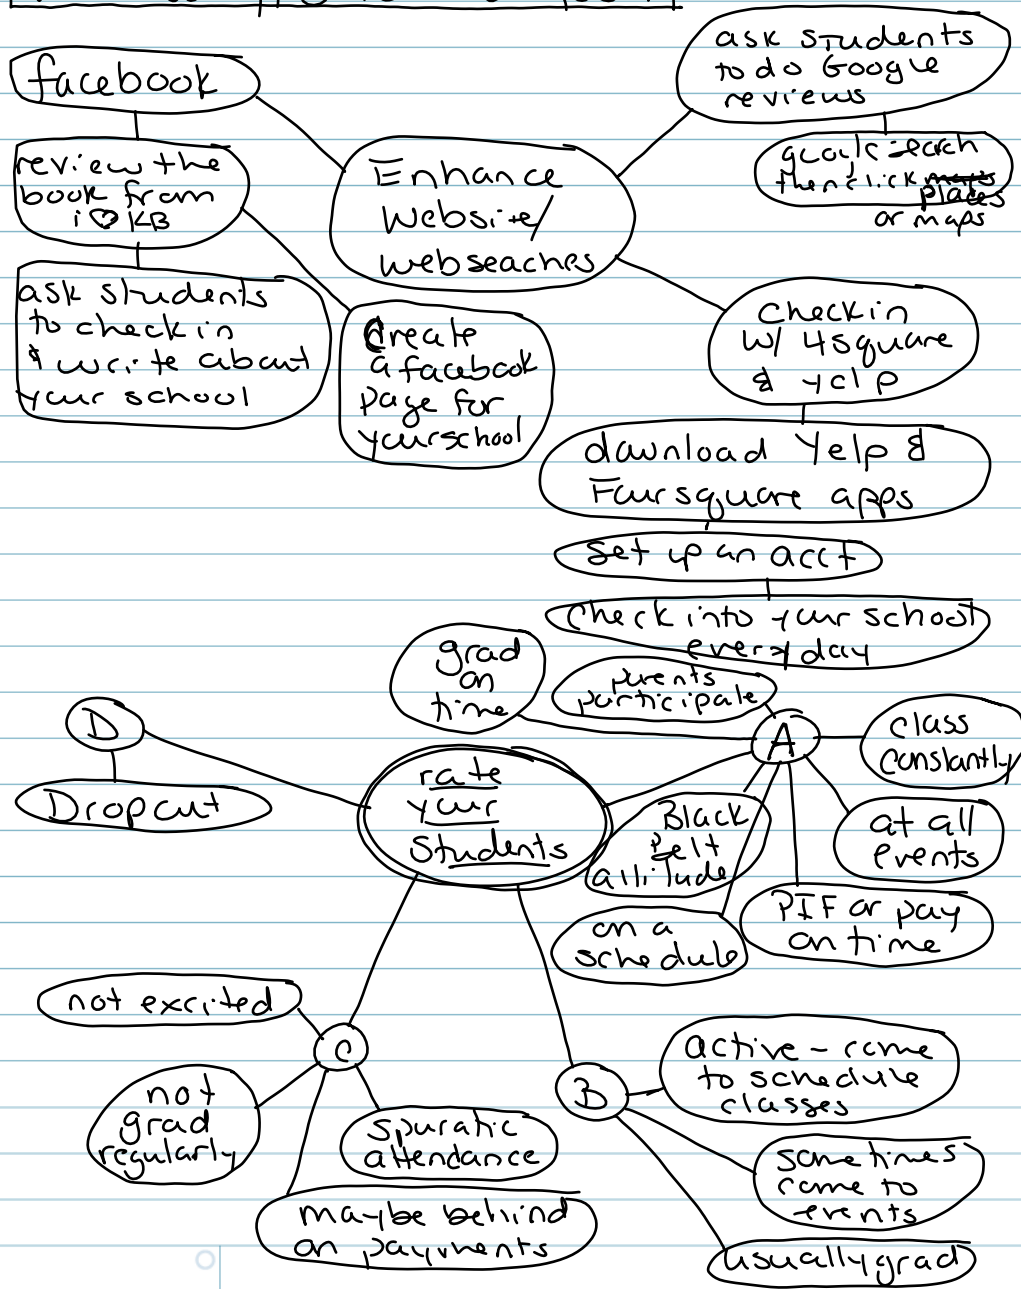 facebook
review the
book from
i ♡ KB
ask students
to check in
& write about
your school
Create
a facebook
page for
your school
Enhance
Website/
webseaches
ask students
to do Google
reviews
google search
then click maps
places
or maps
Checkin
w/ 4square
& yelp
download Yelp &
Foursquare apps
set up an acct
Check into your school
every day
rate
your
Students
A
grad
on
time
parents
participate
class
constantly
at all
events
PIF or pay
on time
on a
schedule
Black
Belt
attitude
B
active - come
to schedule
classes
sometimes
come to
events
usually grad
C
not excited
not
grad
regularly
spuratic
attendance
maybe behind
on payments
D
Dropout